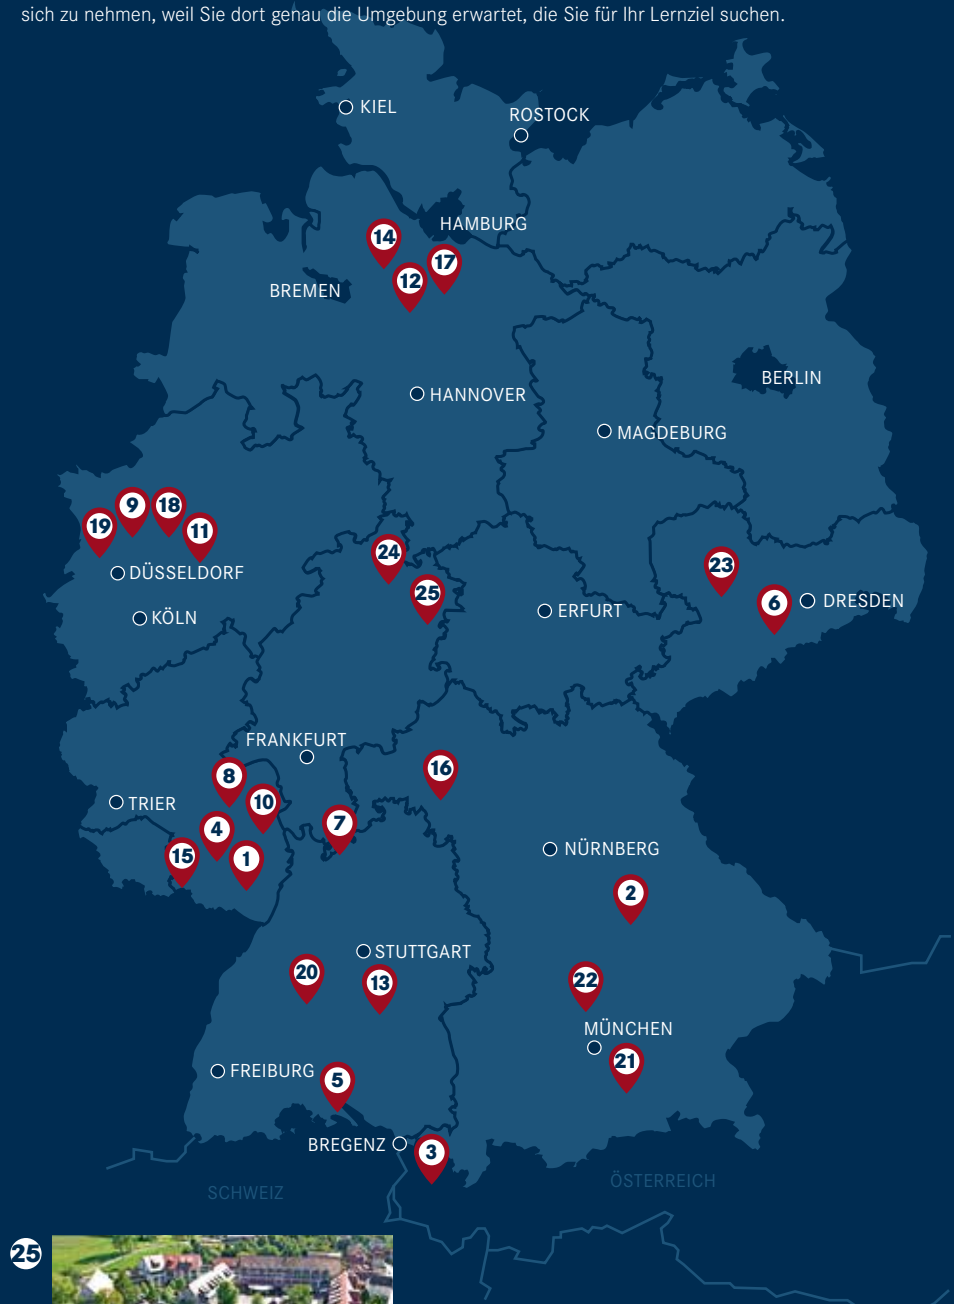 sich zu nehmen, weil Sie dort genau die Umgebung erwartet, die Sie für Ihr Lernziel suchen.
KIEL
ROSTOCK
HAMBURG
14
17
12
BREMEN
BERLIN
HANNOVER
MAGDEBURG
9
18
19
11
24
23
DÜSSELDORF
25
6
DRESDEN
KÖLN
ERFURT
FRANKFURT
16
8
10
TRIER
7
4
15
1
NÜRNBERG
2
STUTTGART
20
13
22
MÜNCHEN
21
FREIBURG
5
BREGENZ
3
ÖSTERREICH
SCHWEIZ
25